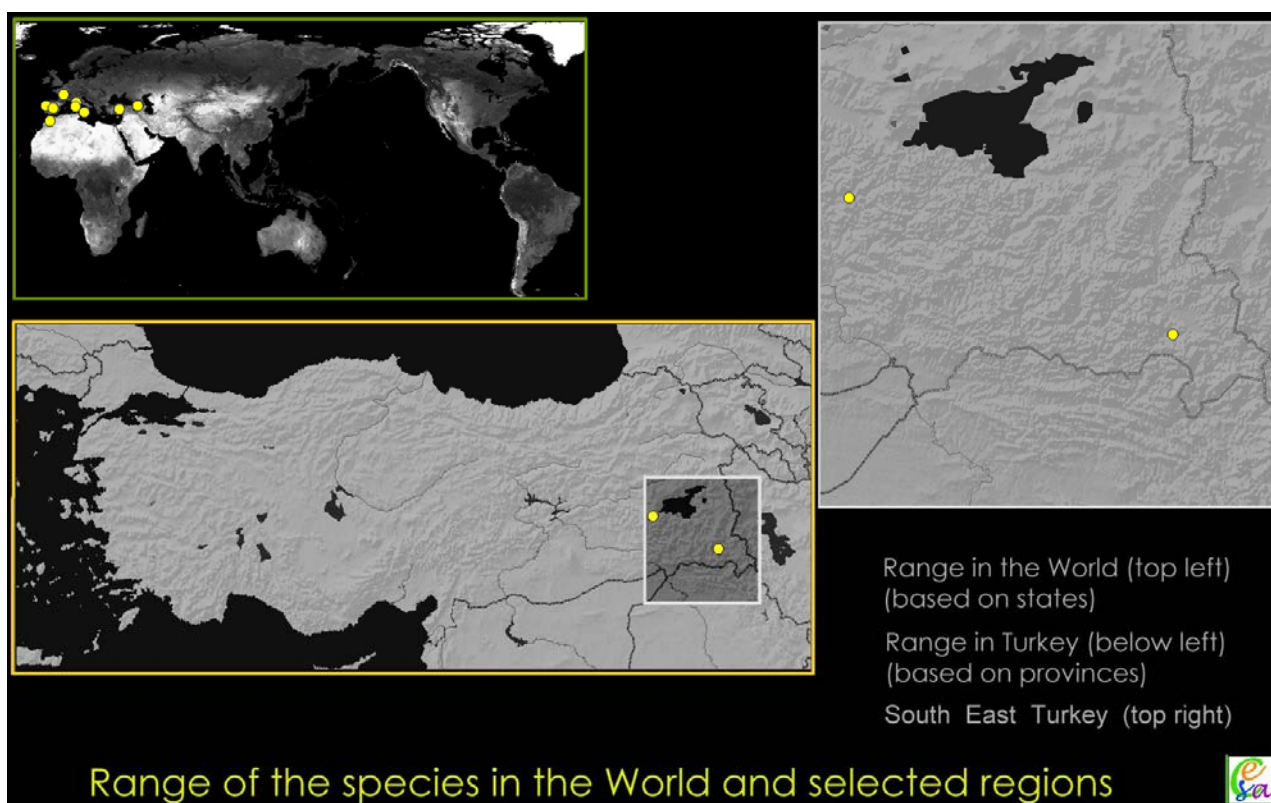 Range in the World (top left)
(based on states)
Range in Turkey (below left)
(based on provinces)
South East Turkey (top right)
Range of the species in the World and selected regions
esa